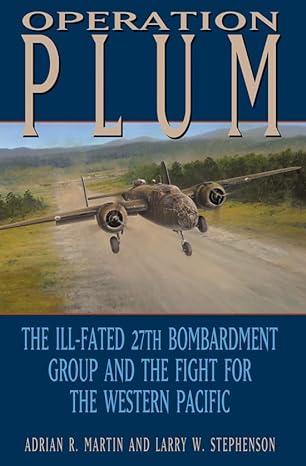 OPERATION
PLUM
THE ILL-FATED 27TH BOMBARDMENT
GROUP AND THE FIGHT FOR
THE WESTERN PACIFIC
ADRIAN R. MARTIN AND LARRY W. STEPHENSON